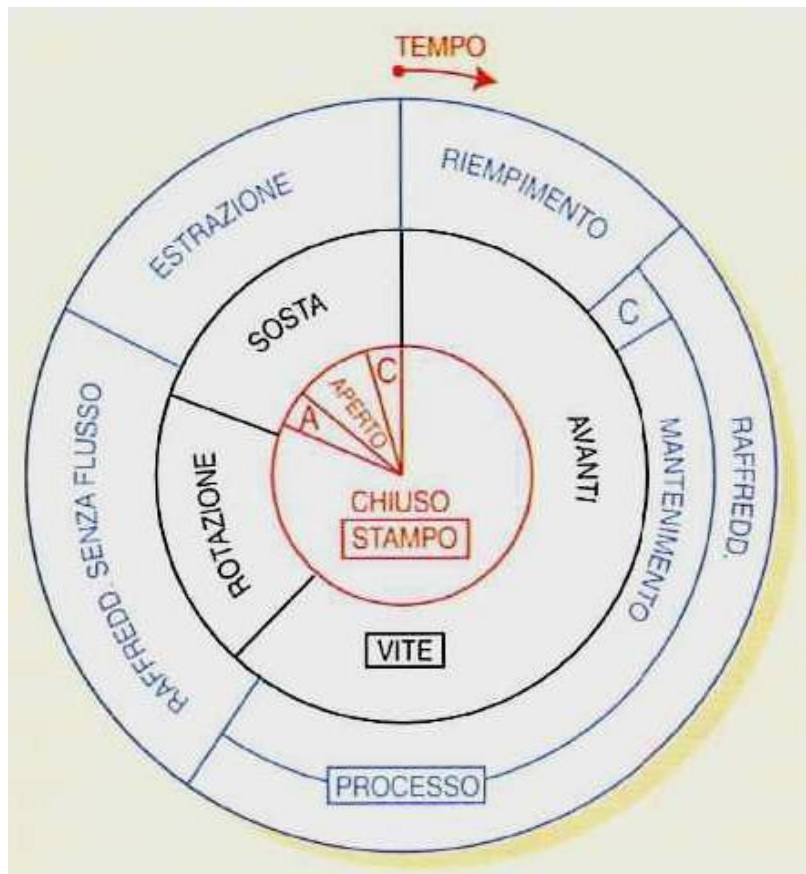 TEMPO
RIEMPIMENTO
ESTRAZIONE
C
SOSTA
C
APERTO
A
AVANTI
MANTENIMENTO
RAFFREDD.
RAFFREDD. SENZA FLUSSO
ROTAZIONE
CHIUSO
STAMPO
VITE
PROCESSO